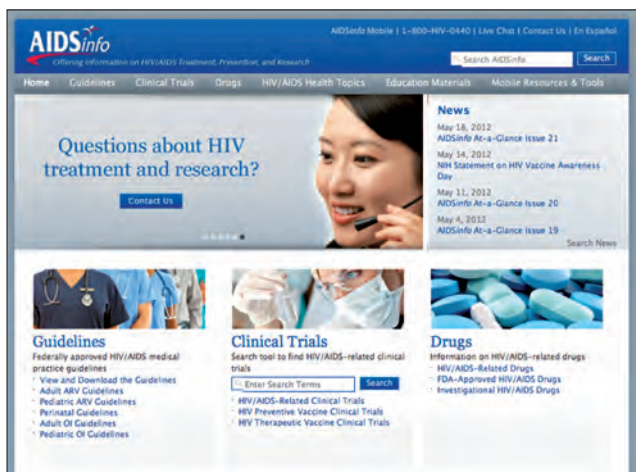 AIDSinfo Mobile | 1-800-HIV-0440 | Live Chat | Contact Us | En Español
AIDSinfo
Offering Information on HIV/AIDS Treatment, Prevention, and Research
Search AIDSinfo Search
Home Guidelines Clinical Trials Drugs HIV/AIDS Health Topics Education Materials Mobile Resources & Tools
Questions about HIV
treatment and research?
Contact Us
News
May 18, 2012
AIDSinfo At-a-Glance Issue 21
May 14, 2012
NIH Statement on HIV Vaccine Awareness
Day
May 11, 2012
AIDSinfo At-a-Glance Issue 20
May 4, 2012
AIDSinfo At-a-Glance Issue 19
Search News
Guidelines
Federally approved HIV/AIDS medical
practice guidelines
View and Download the Guidelines
Adult ARV Guidelines
Pediatric ARV Guidelines
Perinatal Guidelines
Adult OI Guidelines
Pediatric OI Guidelines
Clinical Trials
Search tool to find HIV/AIDS-related clinical
trials
Enter Search Terms Search
HIV/AIDS-Related Clinical Trials
HIV Preventive Vaccine Clinical Trials
HIV Therapeutic Vaccine Clinical Trials
Drugs
Information on HIV/AIDS-related drugs
HIV/AIDS-Related Drugs
FDA-Approved HIV/AIDS Drugs
Investigational HIV/AIDS Drugs